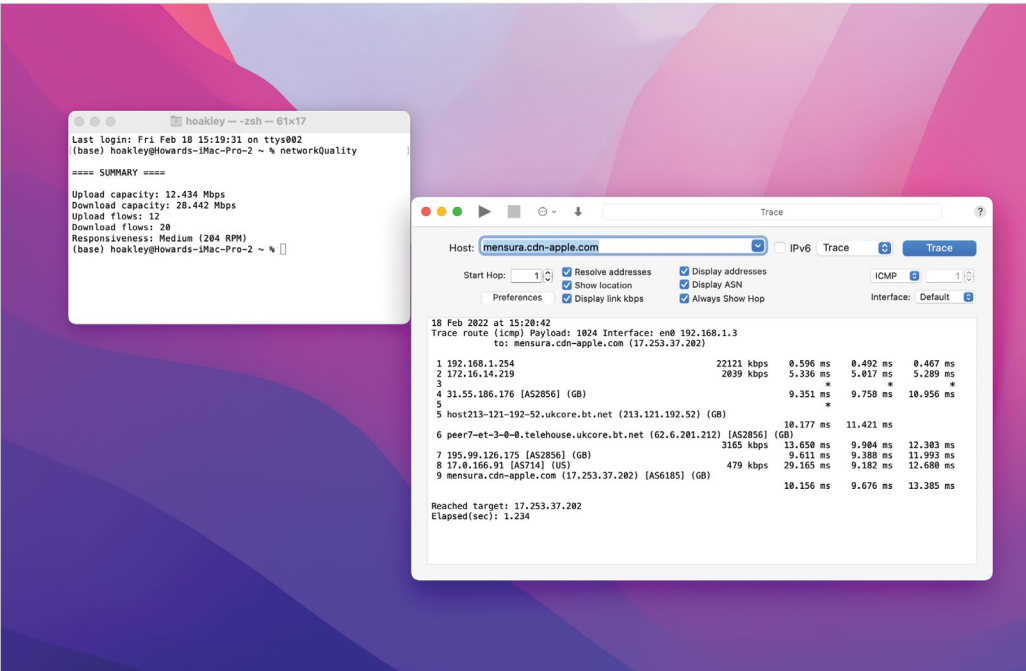 hoakley — -zsh — 61×17
Last login: Fri Feb 18 15:19:31 on ttys002
[(base) hoakley@Howards-iMac-Pro-2 ~ % networkQuality ]
==== SUMMARY ====
Upload capacity: 12.434 Mbps
Download capacity: 28.442 Mbps
Upload flows: 12
Download flows: 20
Responsiveness: Medium (204 RPM)
(base) hoakley@Howards-iMac-Pro-2 ~ %
Trace ?
Host: mensura.cdn-apple.com IPv6 Trace Trace
Start Hop: 1 Resolve addresses Display addresses ICMP 1
Show location Display ASN
Preferences Display link kbps Always Show Hop Interface: Default
18 Feb 2022 at 15:20:42
Trace route (icmp) Payload: 1024 Interface: en0 192.168.1.3
to: mensura.cdn-apple.com (17.253.37.202)
1 192.168.1.254 22121 kbps 0.596 ms 0.492 ms 0.467 ms
2 172.16.14.219 2039 kbps 5.336 ms 5.017 ms 5.289 ms
3 * * *
4 31.55.186.176 [AS2856] (GB) 9.351 ms 9.758 ms 10.956 ms
5 *
5 host213-121-192-52.ukcore.bt.net (213.121.192.52) (GB)
10.177 ms 11.421 ms
6 peer7-et-3-0-0.telehouse.ukcore.bt.net (62.6.201.212) [AS2856] (GB)
3165 kbps 13.650 ms 9.904 ms 12.303 ms
7 195.99.126.175 [AS2856] (GB) 9.611 ms 9.388 ms 11.993 ms
8 17.0.166.91 [AS714] (US) 479 kbps 29.165 ms 9.182 ms 12.680 ms
9 mensura.cdn-apple.com (17.253.37.202) [AS6185] (GB)
10.156 ms 9.676 ms 13.385 ms
Reached target: 17.253.37.202
Elapsed(sec): 1.234